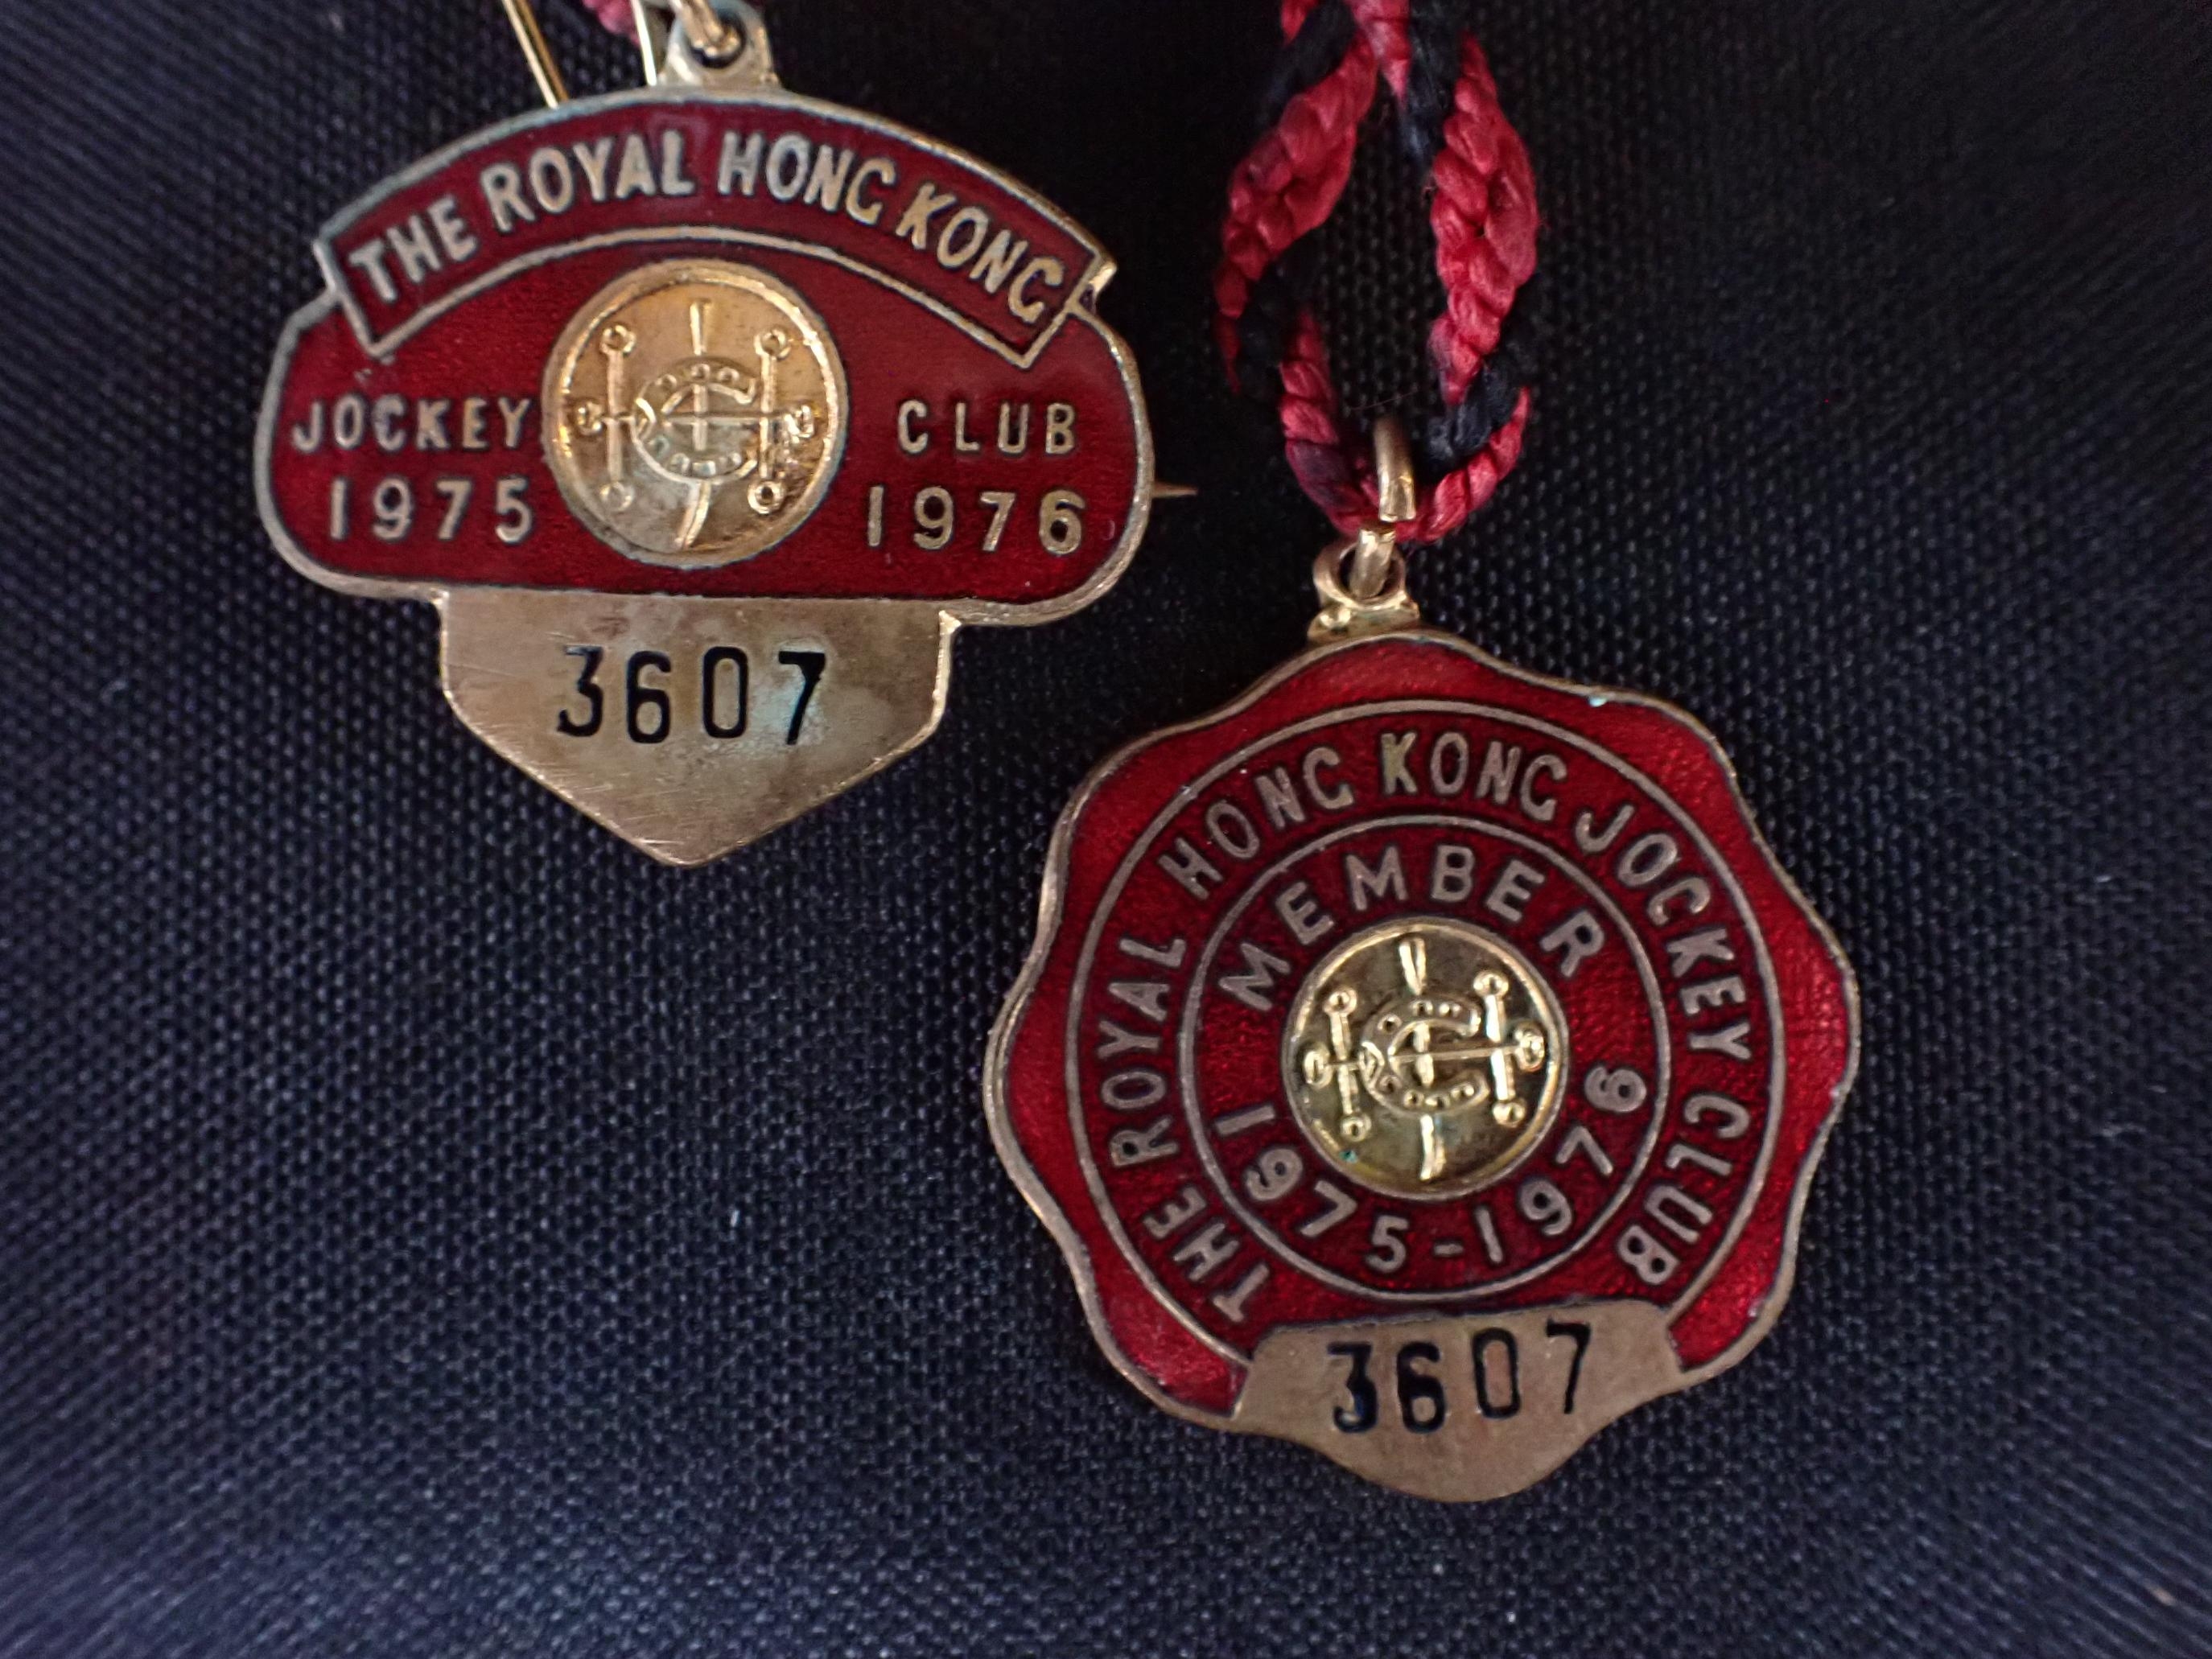 THE ROYAL HONG KONG
JOCKEY CLUB
1975 1976
3607
THE ROYAL HONG KONG JOCKEY CLUB
MEMBER
1975-1976
3607